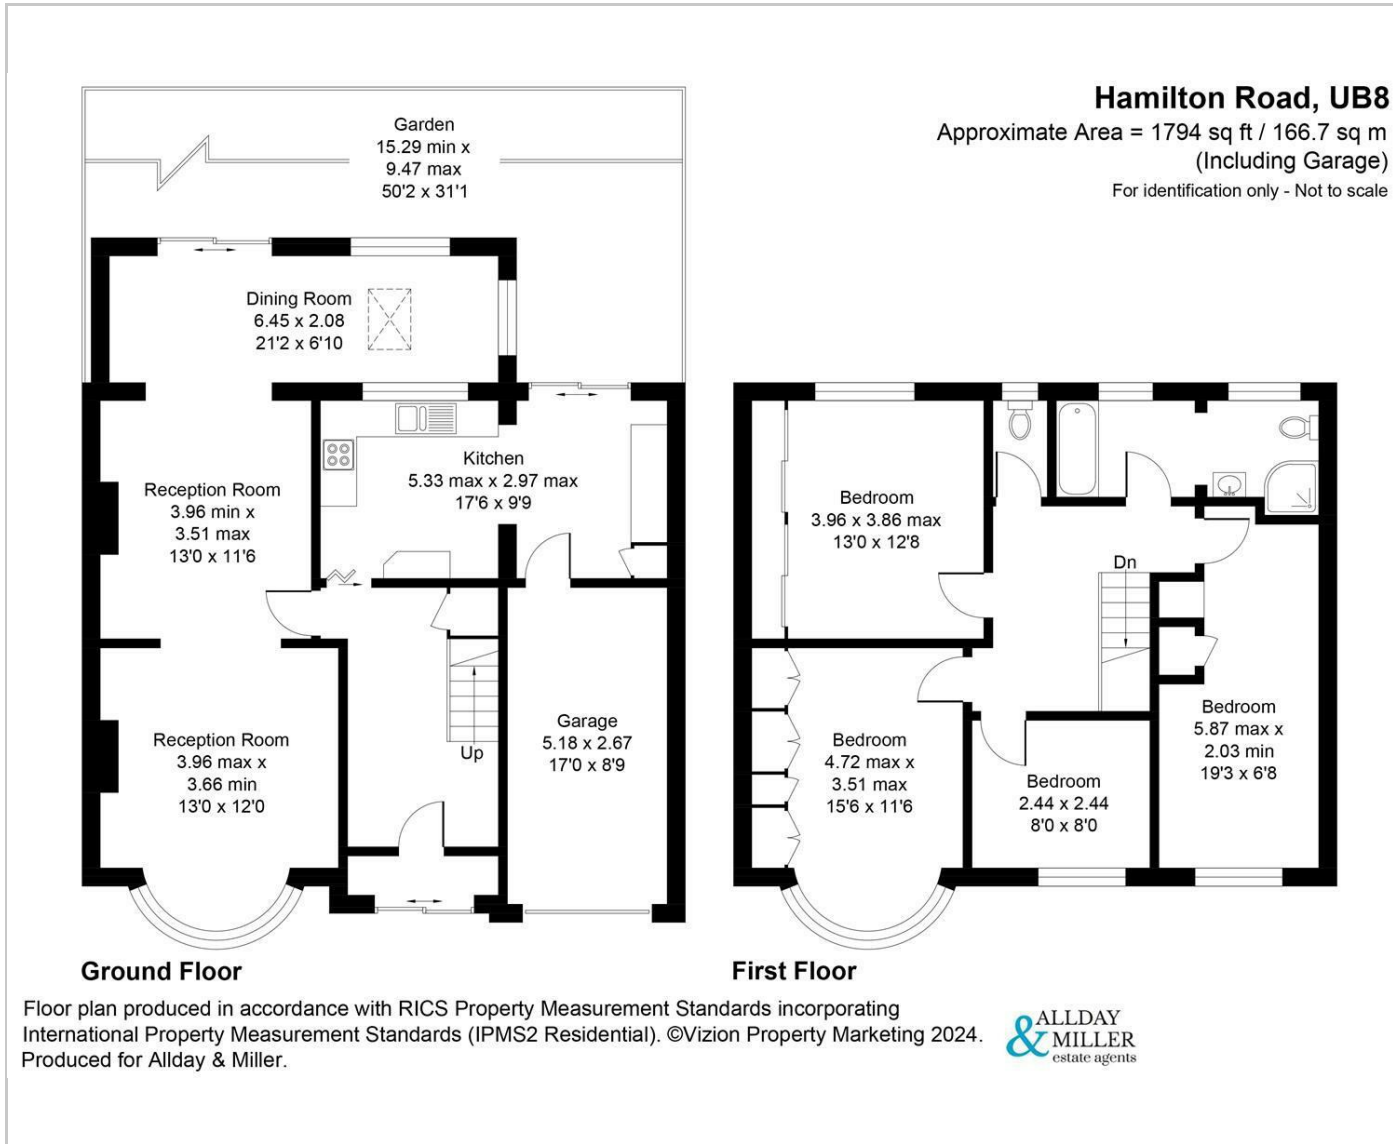 Hamilton Road, UB8
Approximate Area = 1794 sq ft / 166.7 sq m
(Including Garage)
For identification only - Not to scale
Garden
15.29 min x
9.47 max
50'2 x 31'1
Dining Room
6.45 x 2.08
21'2 x 6'10
Kitchen
5.33 max x 2.97 max
17'6 x 9'9
Reception Room
3.96 min x
3.51 max
13'0 x 11'6
Reception Room
3.96 max x
3.66 min
13'0 x 12'0
Up
Garage
5.18 x 2.67
17'0 x 8'9
Ground Floor
Bedroom
3.96 x 3.86 max
13'0 x 12'8
Dn
Bedroom
4.72 max x
3.51 max
15'6 x 11'6
Bedroom
2.44 x 2.44
8'0 x 8'0
Bedroom
5.87 max x
2.03 min
19'3 x 6'8
First Floor
Floor plan produced in accordance with RICS Property Measurement Standards incorporating
International Property Measurement Standards (IPMS2 Residential). ©Vizion Property Marketing 2024.
Produced for Allday & Miller.
ALLDAY
& MILLER
estate agents